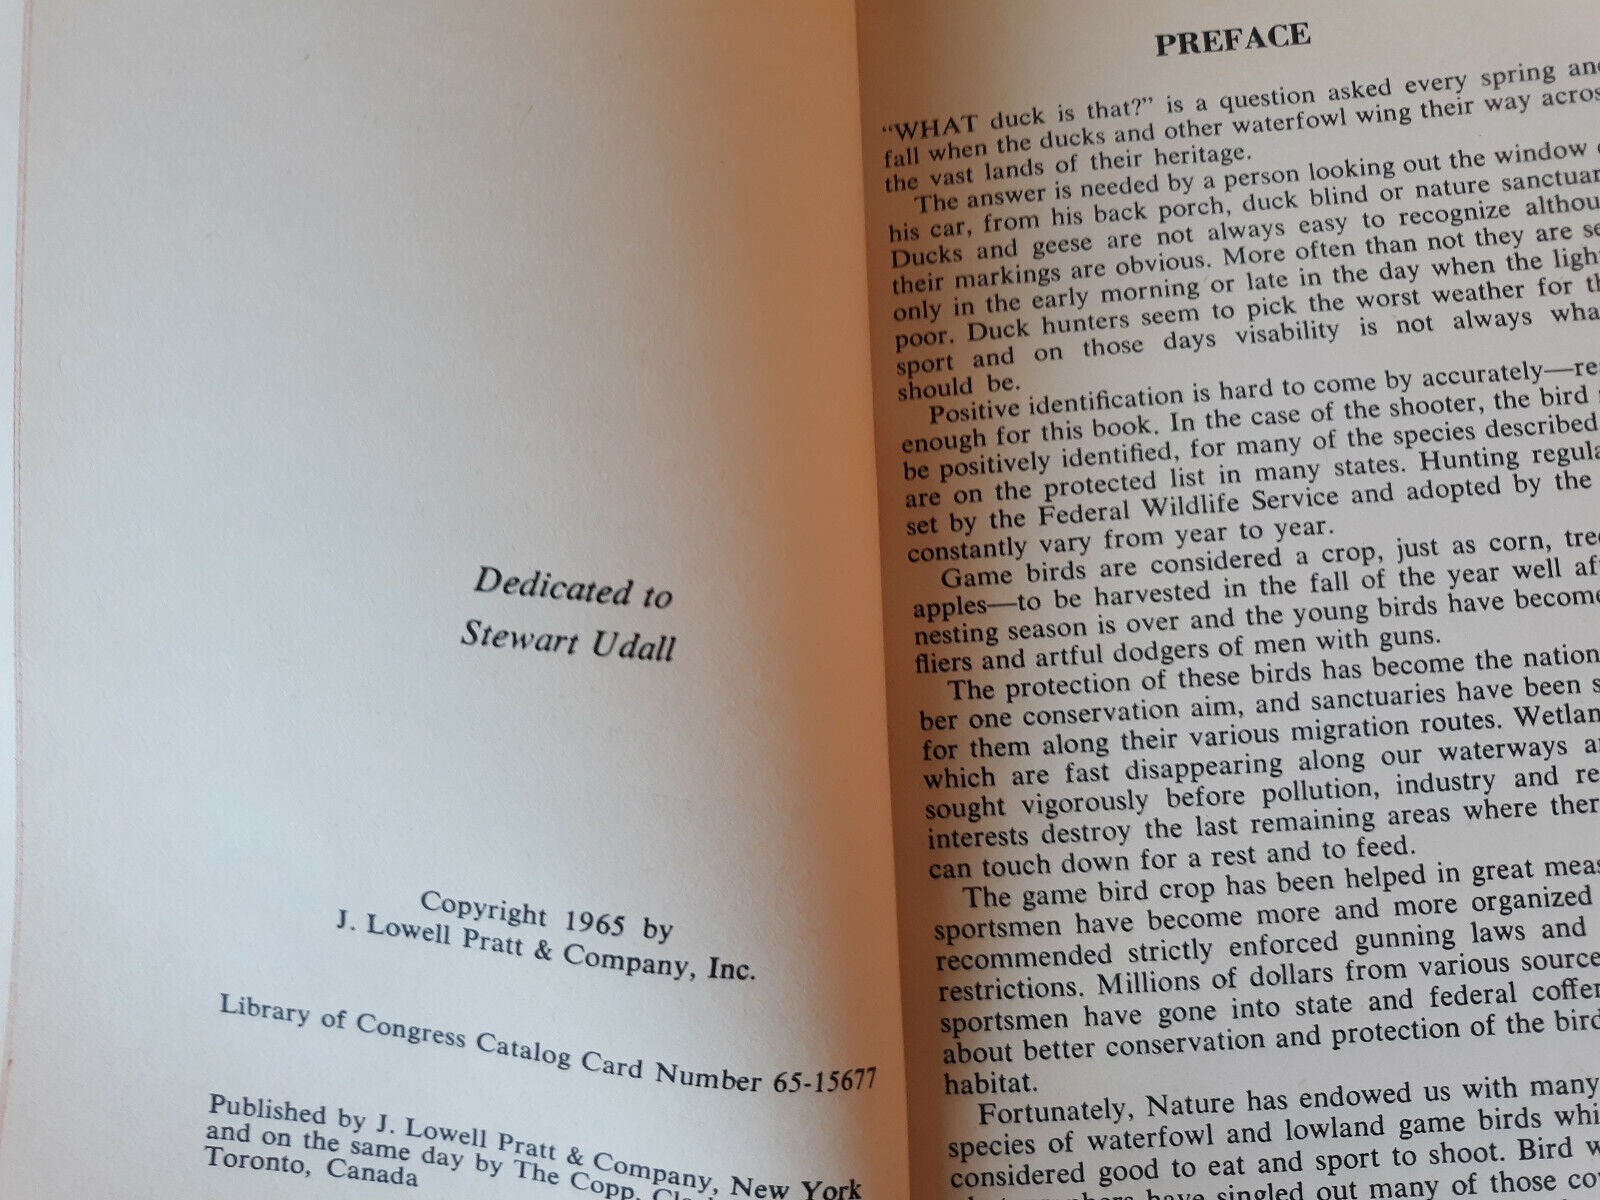 Dedicated to
Stewart Udall
Copyright 1965 by
J. Lowell Pratt & Company, Inc.
Library of Congress Catalog Card Number 65-15677
Published by J. Lowell Pratt & Company, New York
and on the same day by The Copp,
Toronto, Canada
PREFACE
“WHAT duck is that?” is a question asked every spring and
fall when the ducks and other waterfowl wing their way across
the vast lands of their heritage.
The answer is needed by a person looking out the window
his car, from his back porch, duck blind or nature
Ducks and geese are not always easy to recognize
their markings are obvious. More often than not they are
only in the early morning or late in the day when the
poor. Duck hunters seem to pick the worst weather for
sport and on those days visability is not always
should be.
Positive identification is hard to come by accurately—
enough for this book. In the case of the shooter, the bird
be positively identified, for many of the species described
are on the protected list in many states. Hunting
set by the Federal Wildlife Service and adopted by the
constantly vary from year to year.
Game birds are considered a crop, just as corn,
apples—to be harvested in the fall of the year well
nesting season is over and the young birds have become
fliers and artful dodgers of men with guns.
The protection of these birds has become the
ber one conservation aim, and sanctuaries have been
for them along their various migration routes.
which are fast disappearing along our waterways
sought vigorously before pollution, industry and
interests destroy the last remaining areas where
can touch down for a rest and to feed.
The game bird crop has been helped in great
sportsmen have become more and more organized
recommended strictly enforced gunning laws and
restrictions. Millions of dollars from various
sportsmen have gone into state and federal
about better conservation and protection of the
habitat.
Fortunately, Nature has endowed us with many
species of waterfowl and lowland game birds
considered good to eat and sport to shoot. Bird
have singled out many of those